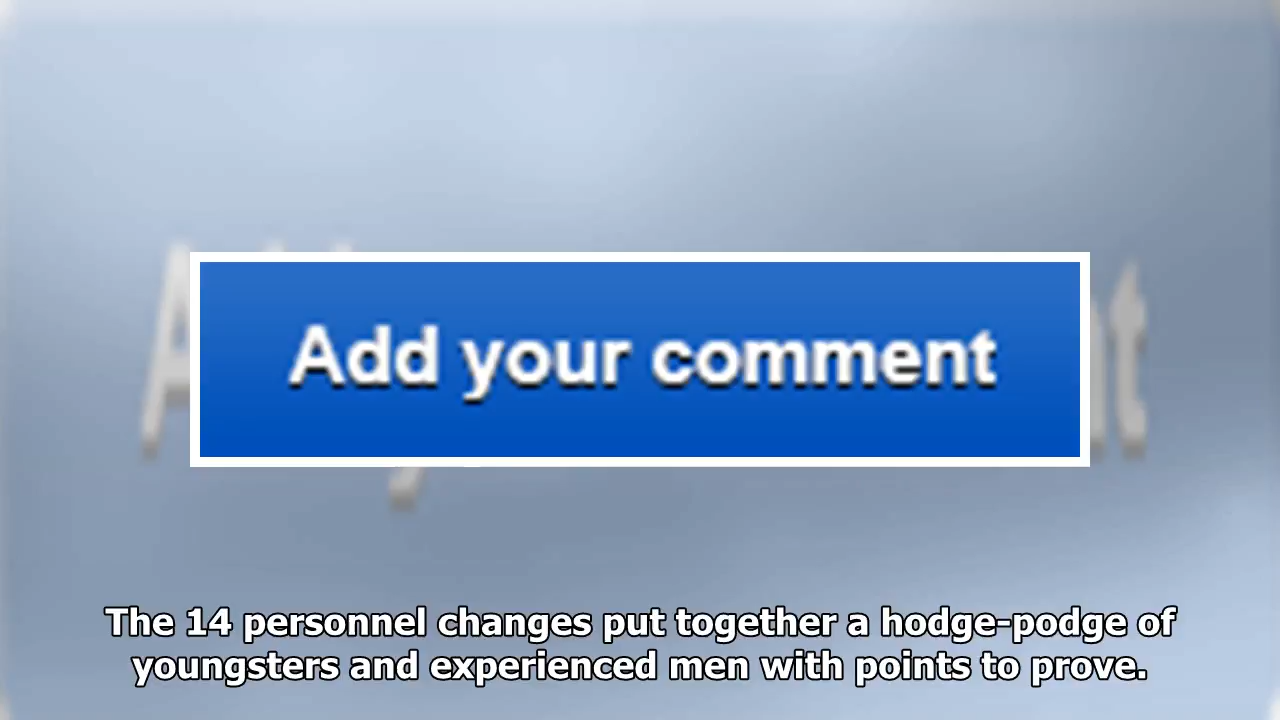 Add your comment
The 14 personnel changes put together a hodge-podge of
youngsters and experienced men with points to prove.